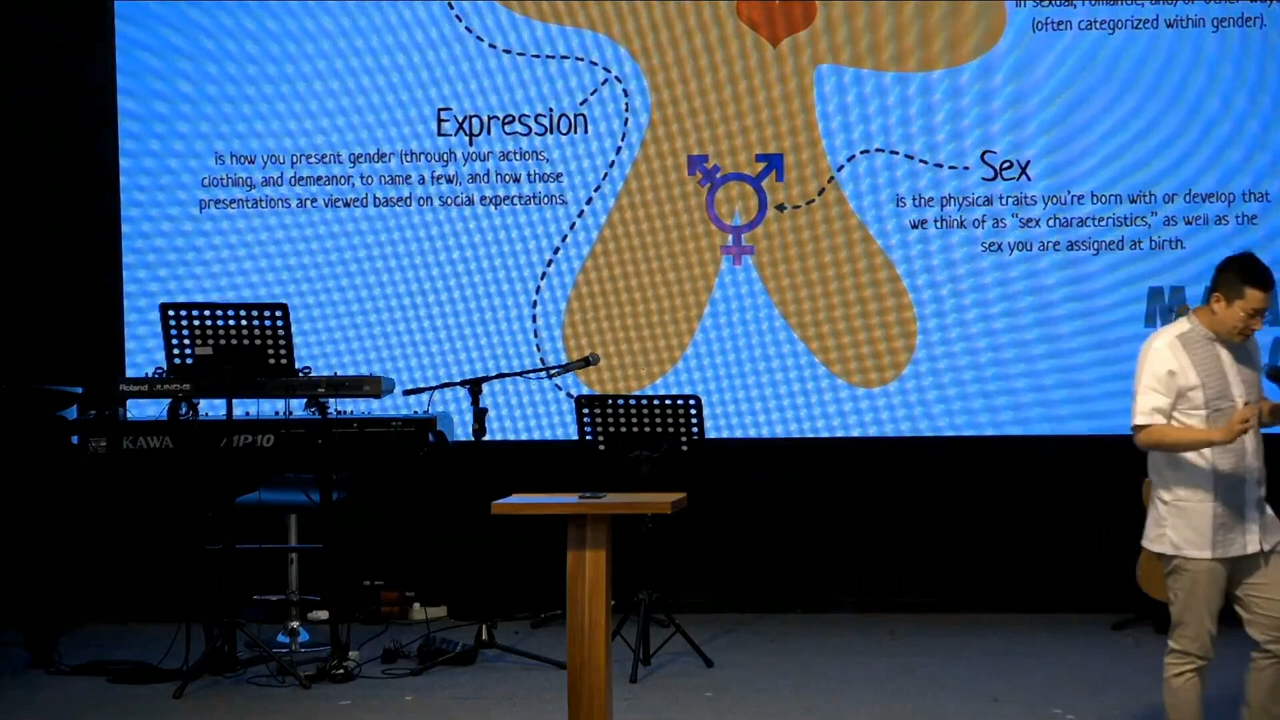 (often categorized within gender).
Expression
is how you present gender (through your actions,
clothing, and demeanor, to name a few), and how those
presentations are viewed based on social expectations.
Sex
is the physical traits you're born with or develop that
we think of as "sex characteristics," as well as the
sex you are assigned at birth.
Roland JUNO-G
KAWA